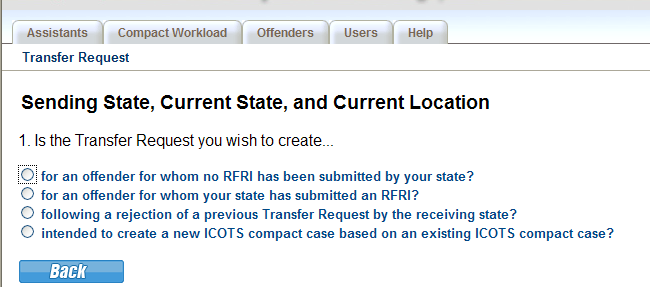 Assistants Compact Workload Offenders Users Help
Transfer Request
Sending State, Current State, and Current Location
1. Is the Transfer Request you wish to create...
for an offender for whom no RFRI has been submitted by your state?
for an offender for whom your state has submitted an RFRI?
following a rejection of a previous Transfer Request by the receiving state?
intended to create a new ICOTS compact case based on an existing ICOTS compact case?
Back